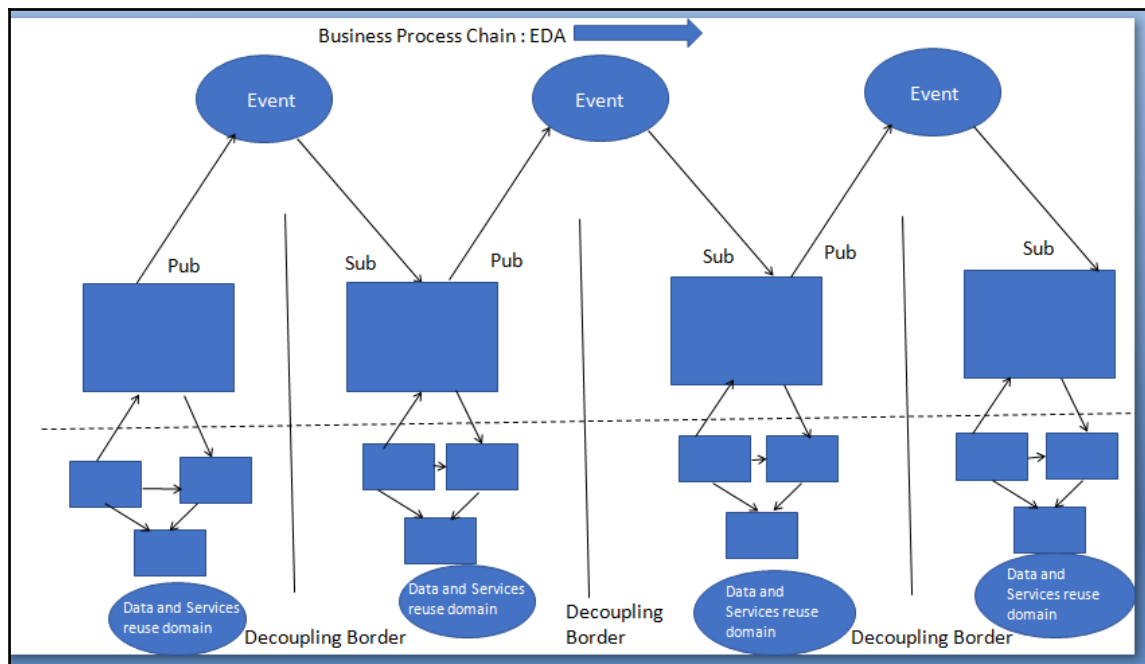 Business Process Chain : EDA
Event
Event
Event
Pub
Sub
Pub
Sub
Pub
Sub
Data and Services
reuse domain
Data and Services
reuse domain
Data and
Services reuse
domain
Data and
Services reuse
domain
Decoupling Border
Decoupling
Border
Decoupling Border